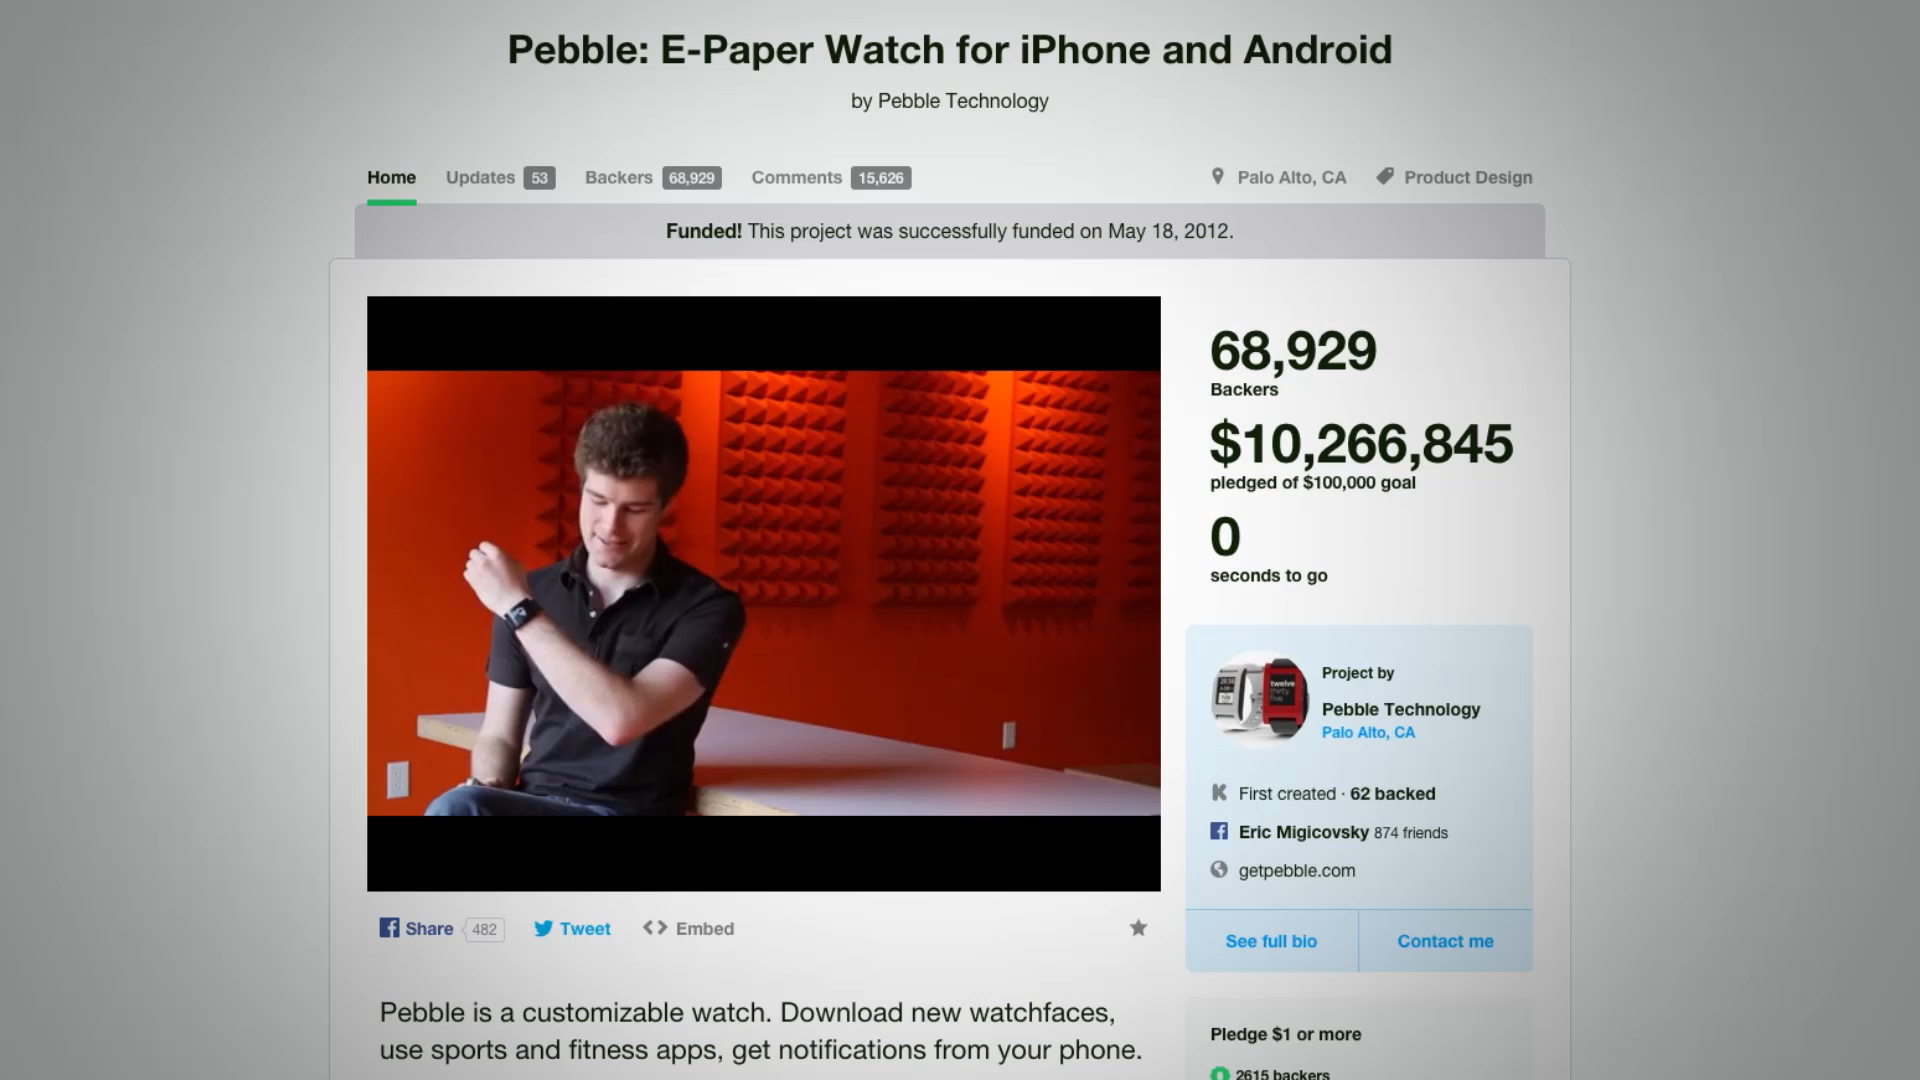 Pebble: E-Paper Watch for iPhone and Android
by Pebble Technology
Home Updates 53 Backers 68,929 Comments 15,626 Palo Alto, CA Product Design
Funded! This project was successfully funded on May 18, 2012.
68,929
Backers
$10,266,845
pledged of $100,000 goal
0
seconds to go
twelve
thirty
five
Project by
Pebble Technology
Palo Alto, CA
First created · 62 backed
Eric Migicovsky 874 friends
getpebble.com
See full bio Contact me
Share 482 Tweet Embed
Pebble is a customizable watch. Download new watchfaces,
use sports and fitness apps, get notifications from your phone.
Pledge $1 or more
2615 backers